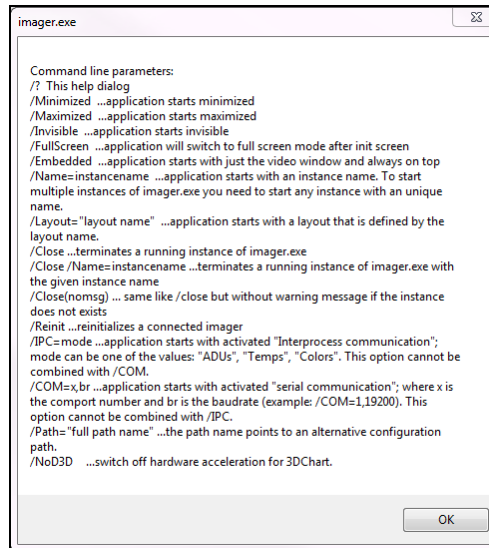 imager.exe
Command line parameters:
/?  This help dialog
/Minimized  ...application starts minimized
/Maximized  ...application starts maximized
/Invisible  ...application starts invisible
/FullScreen  ...application will switch to full screen mode after init screen
/Embedded  ...application starts with just the video window and always on top
/Name=instancename  ...application starts with an instance name. To start
multiple instances of imager.exe you need to start any instance with an unique
name.
/Layout="layout name"  ...application starts with a layout that is defined by the
layout name.
/Close ...terminates a running instance of imager.exe
/Close /Name=instancename ...terminates a running instance of imager.exe with
the given instance name
/Close(nomsg) ... same like /close but without warning message if the instance
does not exists
/Reinit ...reinitializes a connected imager
/IPC=mode ...application starts with activated "Interprocess communication";
mode can be one of the values: "ADUs", "Temps", "Colors". This option cannot be
combined with /COM.
/COM=x,br ...application starts with activated "serial communication"; where x is
the comport number and br is the baudrate (example: /COM=1,19200). This
option cannot be combined with /IPC.
/Path="full path name" ...the path name points to an alternative configuration
path.
/NoD3D    ...switch off hardware acceleration for 3DChart.
OK